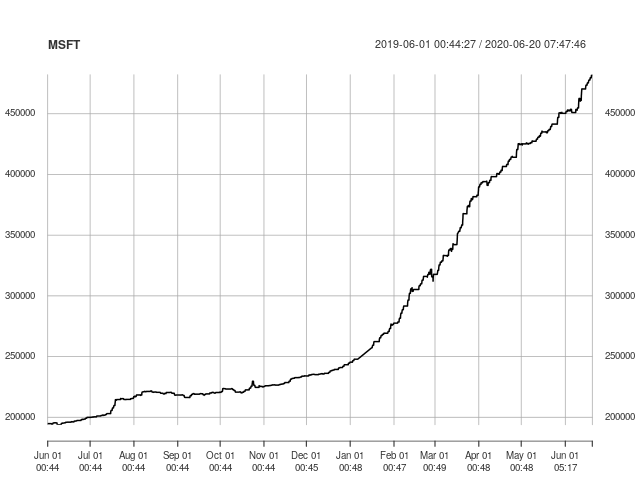 MSFT 2019-06-01 00:44:27 / 2020-06-20 07:47:46
450000 450000
400000 400000
350000 350000
300000 300000
250000 250000
200000 200000
Jun 01 Jul 01 Aug 01 Sep 01 Oct 01 Nov 01 Dec 01 Jan 01 Feb 01 Mar 01 Apr 01 May 01 Jun 01
00:44 00:44 00:44 00:44 00:44 00:44 00:45 00:48 00:47 00:49 00:48 00:48 05:17